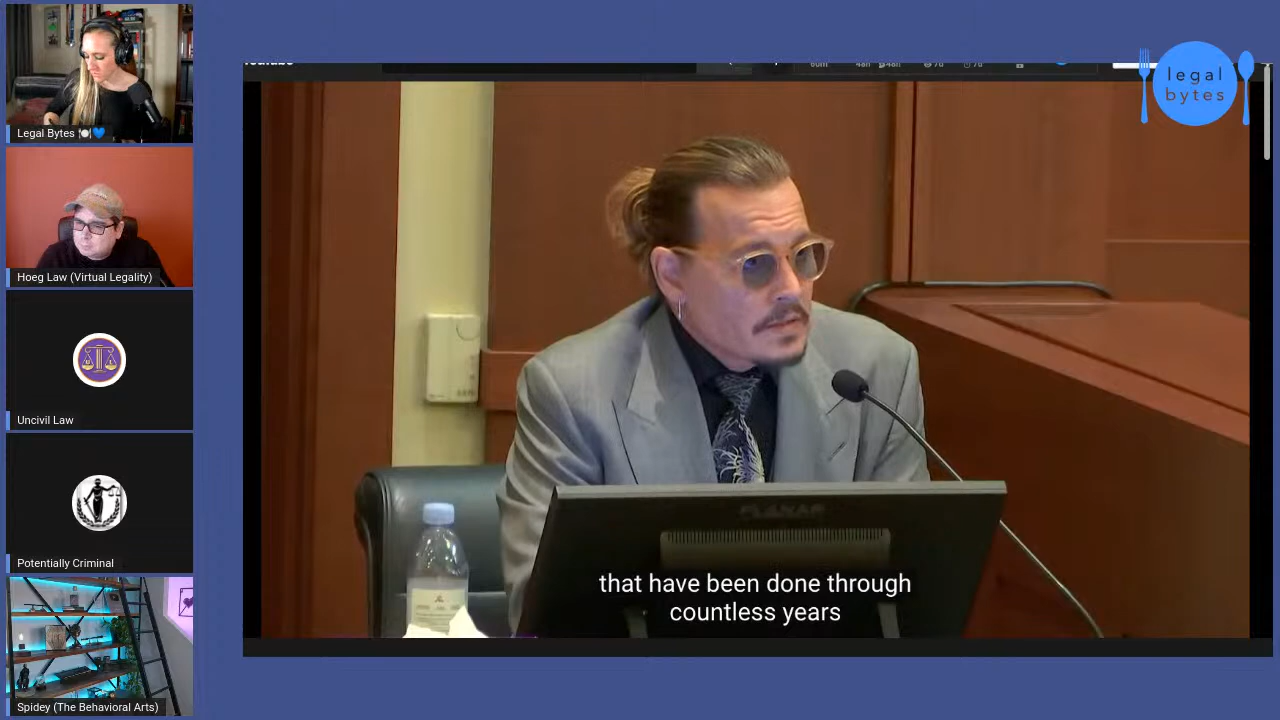 Legal Bytes
Hoeg Law (Virtual Legality)
Uncivil Law
Potentially Criminal
Spidey (The Behavioral Arts)
legal
bytes
PLANAR
that have been done through
countless years